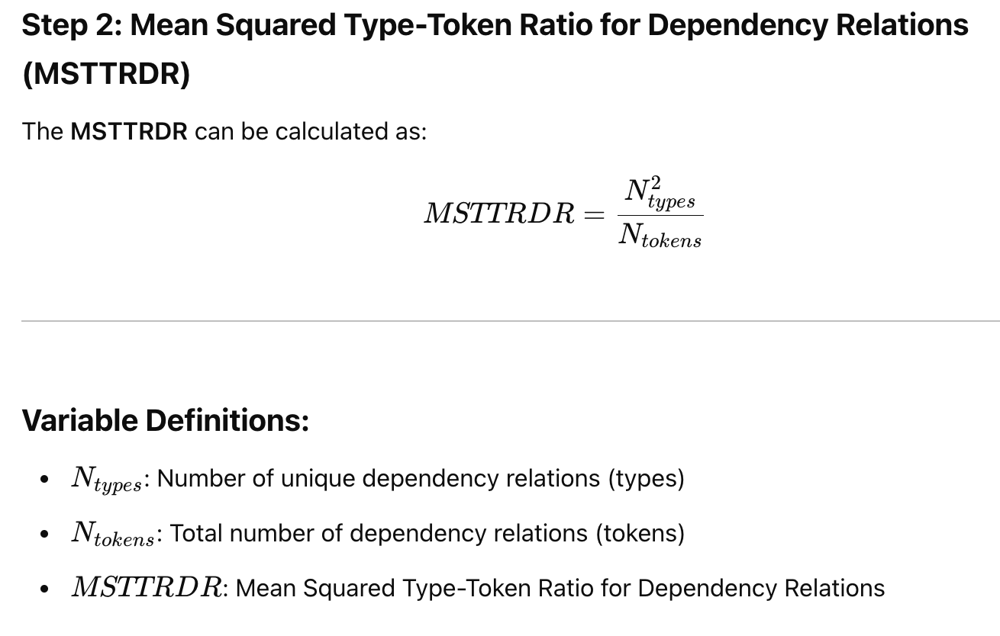 Step 2: Mean Squared Type-Token Ratio for Dependency Relations
(MSTTRDR)
The MSTTRDR can be calculated as:
$MSTTRDR = \frac{N_{types}^2}{N_{tokens}}$
Variable Definitions:
• $N_{types}$: Number of unique dependency relations (types)
• $N_{tokens}$: Total number of dependency relations (tokens)
• $MSTTRDR$: Mean Squared Type-Token Ratio for Dependency Relations